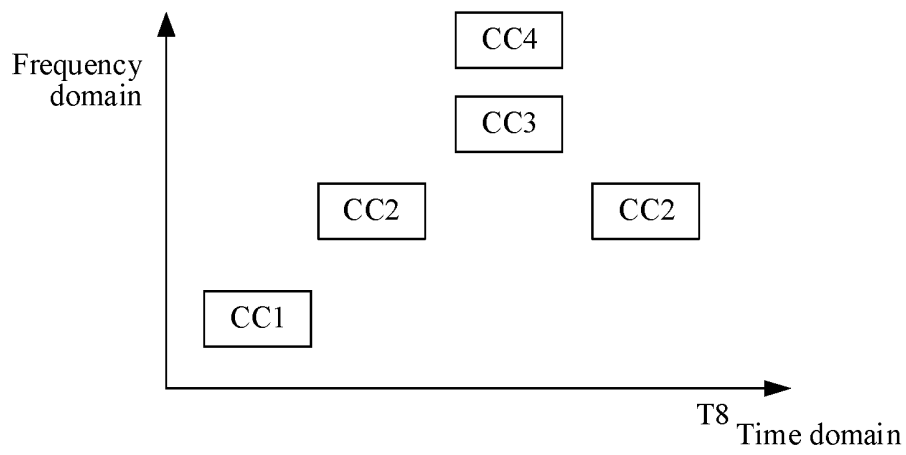 CC4
Frequency
domain
CC3
CC2
CC2
CC1
T8
Time domain